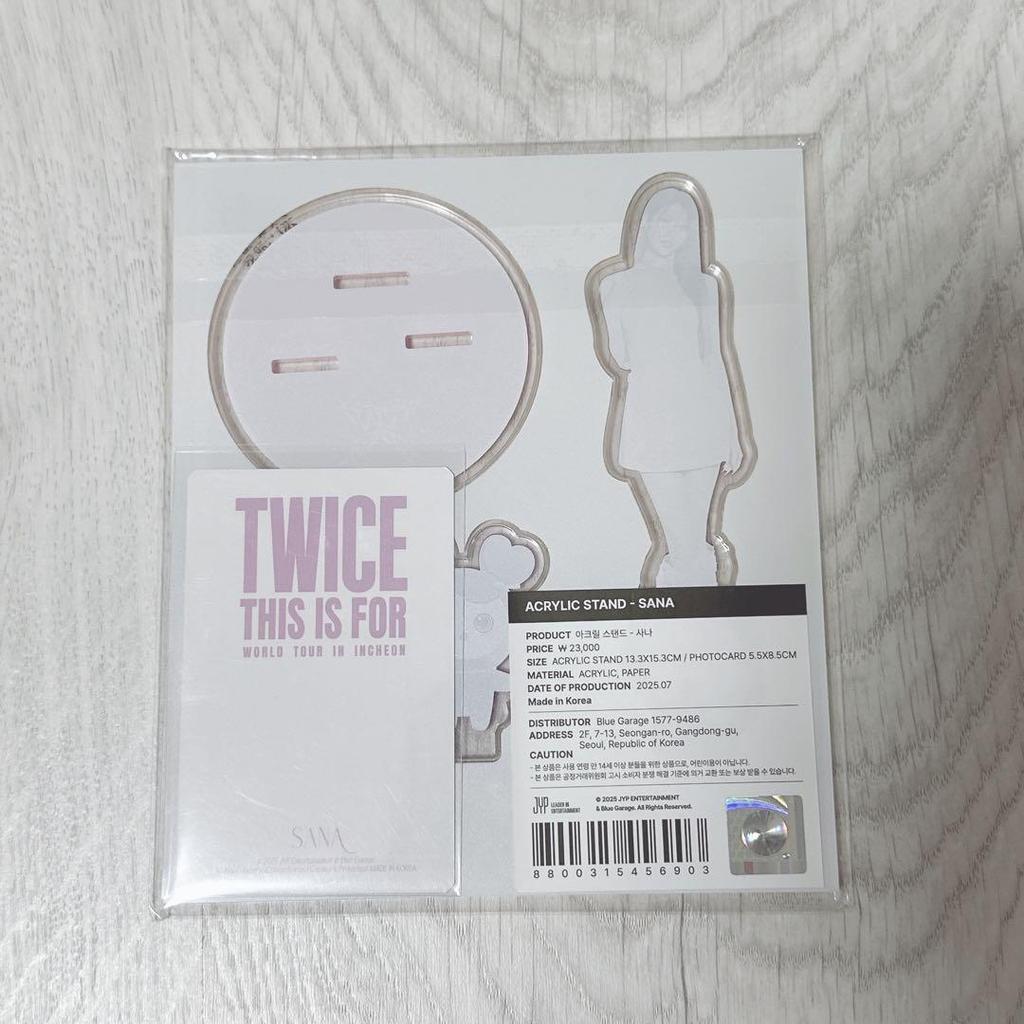 TWICE
THIS IS FOR
WORLD TOUR IN INCHEON
SANA
MADE IN KOREA
ACRYLIC STAND - SANA
PRODUCT 아크릴 스탠드 - 사나
PRICE ₩ 23,000
SIZE ACRYLIC STAND 13.3X15.3CM / PHOTOCARD 5.5X8.5CM
MATERIAL ACRYLIC, PAPER
DATE OF PRODUCTION 2025.07
Made in Korea
DISTRIBUTOR Blue Garage 1577-9486
ADDRESS 2F, 7-13, Seongan-ro, Gangdong-gu,
Seoul, Republic of Korea
CAUTION
- 본 상품은 사용 연령 만 14세 이상 분들을 위한 상품으로, 어린이용이 아닙니다.
- 본 상품은 공정거래위원회 고시 소비자 분쟁 해결 기준에 의거 교환 또는 보상 받을 수 있습니다.
JYP LEADER IN
ENTERTAINMENT
© 2025 JYP ENTERTAINMENT
& Blue Garage. All Rights Reserved.
8800315456903